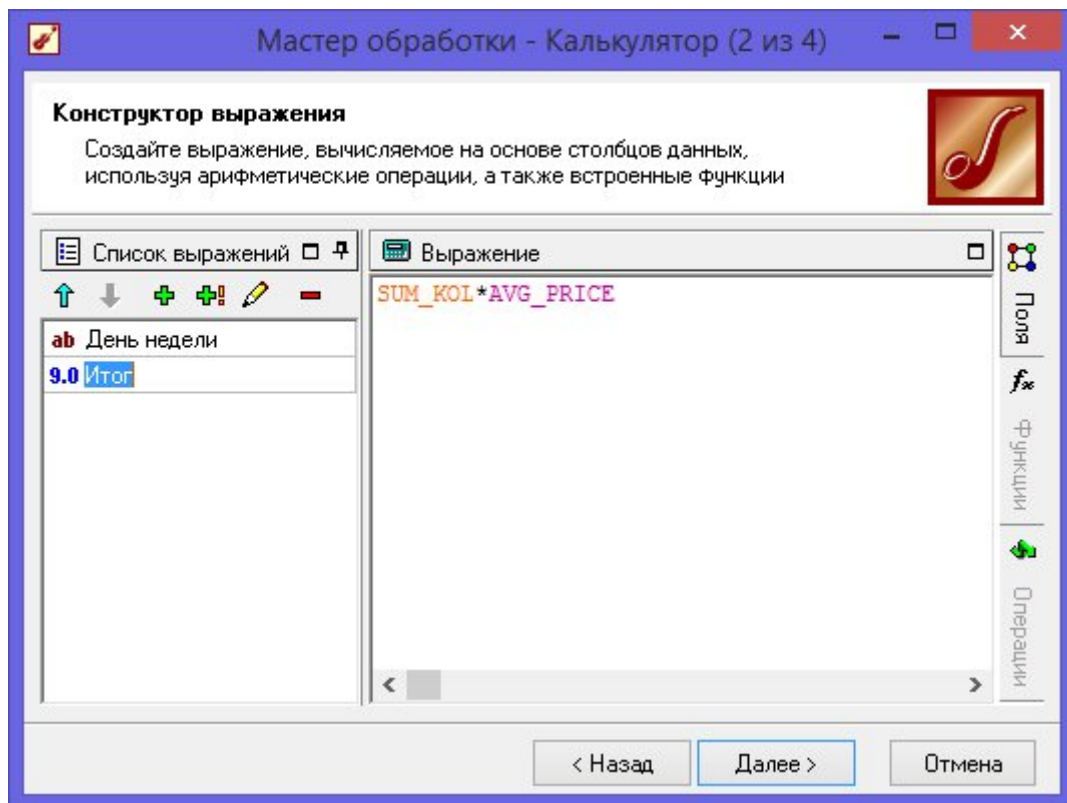 Мастер обработки - Калькулятор (2 из 4)
Конструктор выражения
Создайте выражение, вычисляемое на основе столбцов данных,
используя арифметические операции, а также встроенные функции
Список выражений
ab День недели
9.0 Итог
Выражение
SUM_KOL*AVG_PRICE
Поля
fx Функции
Операции
< Назад
Далее >
Отмена